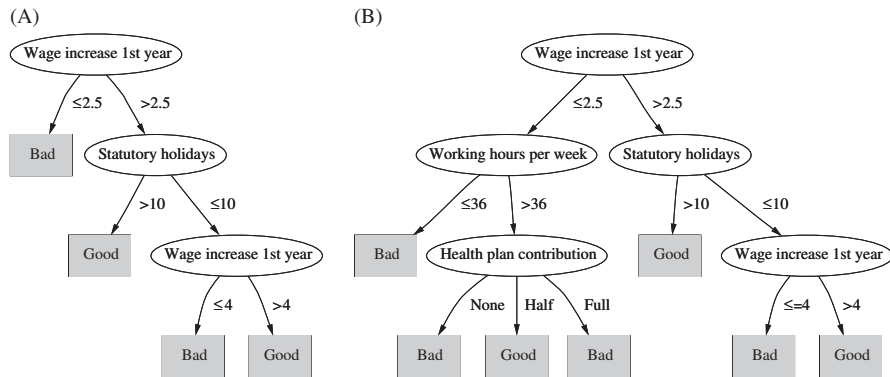 (A)
Wage increase 1st year
≤2.5
>2.5
Bad
Statutory holidays
>10
≤10
Good
Wage increase 1st year
≤4
>4
Bad
Good
(B)
Wage increase 1st year
≤2.5
>2.5
Working hours per week
Statutory holidays
≤36
>36
>10
≤10
Bad
Health plan contribution
Good
Wage increase 1st year
None
Half
Full
≤=4
>4
Bad
Good
Bad
Bad
Good